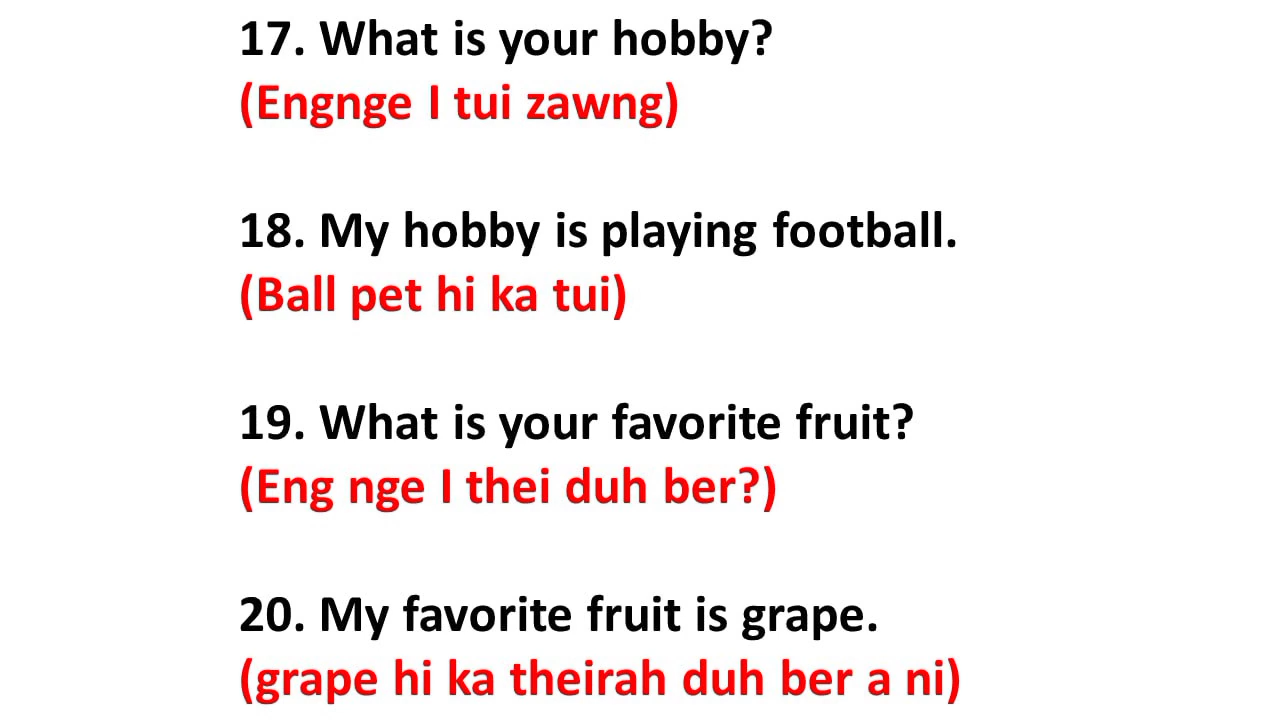 17. What is your hobby?
(Engnge I tui zawng)
18. My hobby is playing football.
(Ball pet hi ka tui)
19. What is your favorite fruit?
(Eng nge I thei duh ber?)
20. My favorite fruit is grape.
(grape hi ka theirah duh ber a ni)